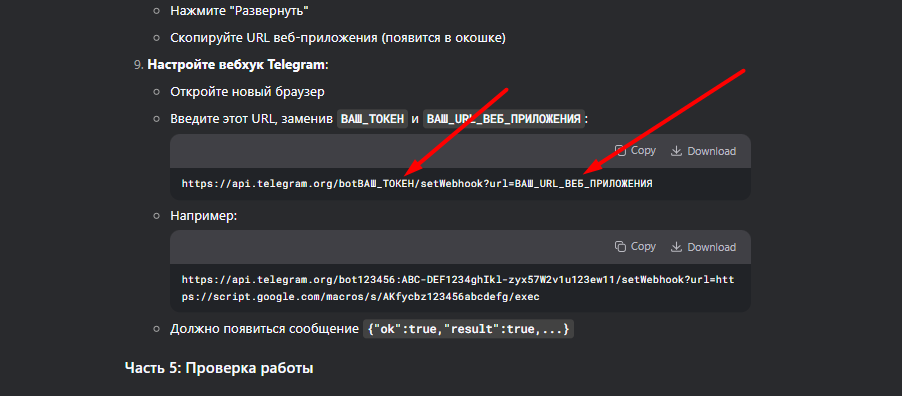 Нажмите "Развернуть"
Скопируйте URL веб-приложения (появится в окошке)
9. Настройте вебхук Telegram:
Откройте новый браузер
Введите этот URL, заменив ВАШ_ТОКЕН и ВАШ_URL_ВЕБ_ПРИЛОЖЕНИЯ:
Copy Download
https://api.telegram.org/botВАШ_ТОКЕН/setWebhook?url=ВАШ_URL_ВЕБ_ПРИЛОЖЕНИЯ
Например:
Copy Download
https://api.telegram.org/bot123456:ABC-DEF1234ghIkl-zyx57W2v1u123ew11/setWebhook?url=htt
ps://script.google.com/macros/s/AKfycbz123456abcdefg/exec
Должно появиться сообщение {"ok":true,"result":true,...}
Часть 5: Проверка работы